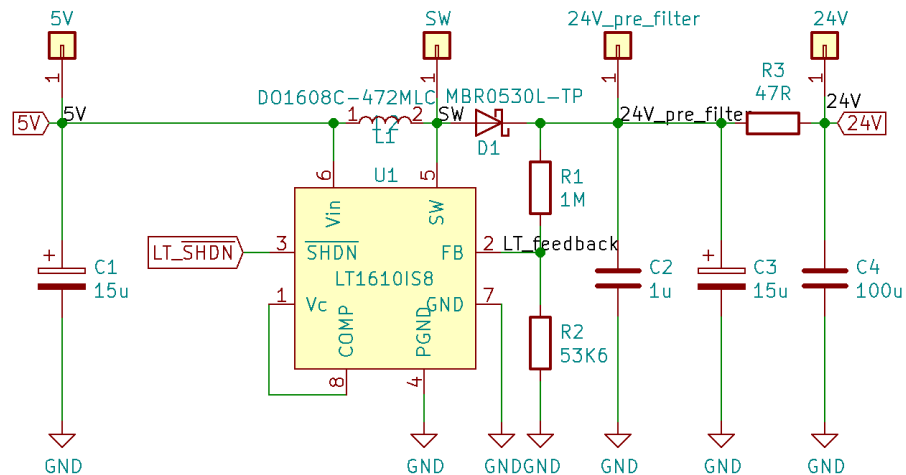 5V
SW
24V_pre_filter
24V
1
1
1
1
R3
47R
DO1608C-472MLC
MBR0530L-TP
5V
5V
1
2
L1
SW
D1
24V_pre_filter
24V
24V
6
U1
5
R1
1M
Vin
SW
LT_SHDN
3
SHDN
FB
2
LT_feedback
C1
15u
LT1610IS8
C2
1u
C3
15u
C4
100u
1
Vc
GND
7
COMP
PGND
R2
53K6
8
4
GND
GND
GND
GND
GND
GND
GND